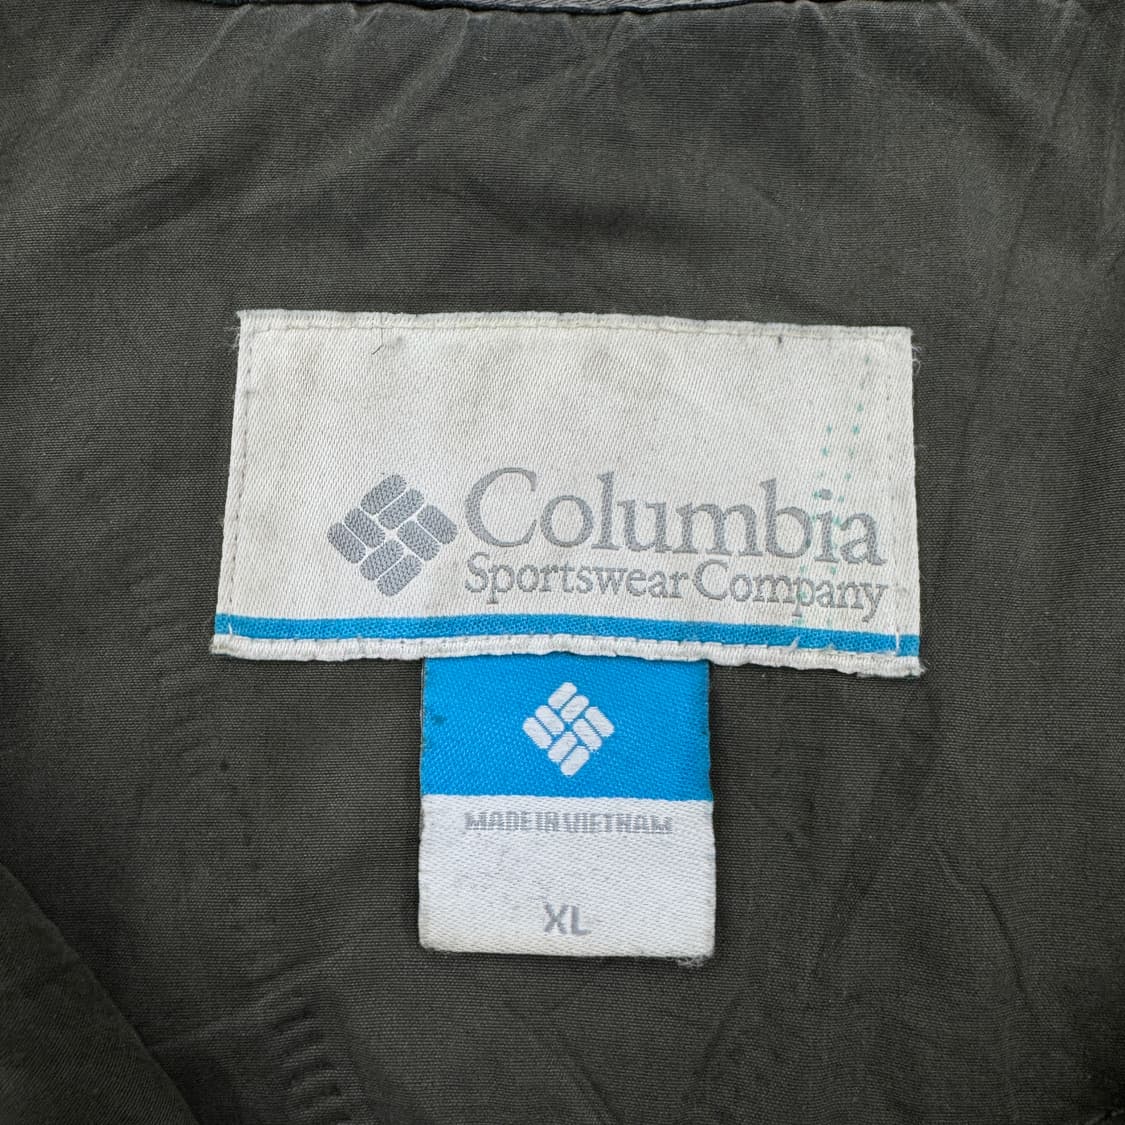 Columbia
Sportswear Company
MADE IN VIETNAM
XL